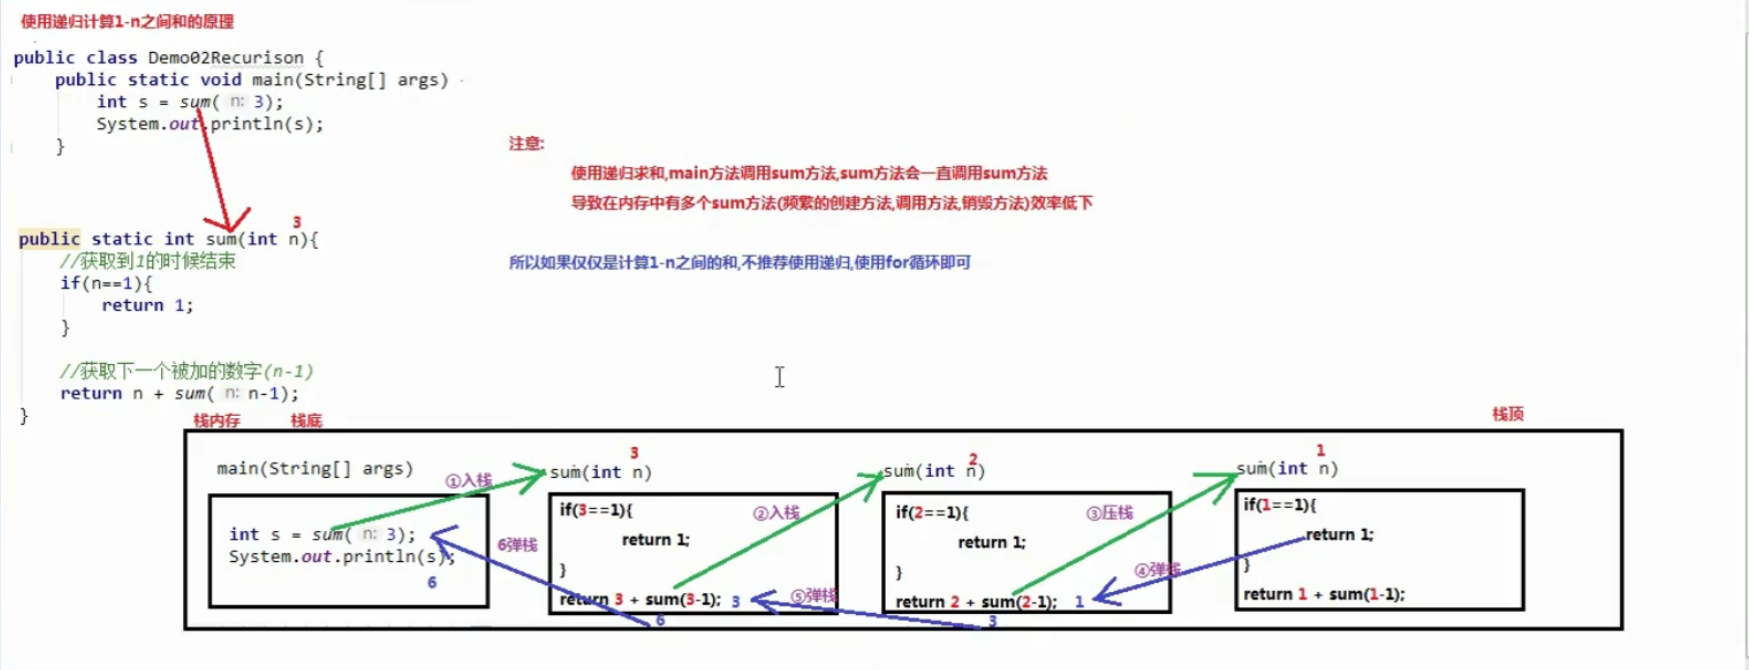 使用递归计算1-n之间和的原理
public class Demo02Recurison {
public static void main(String[] args)
int s = sum( n: 3);
System.out.println(s);
}
注意:
使用递归求和,main方法调用sum方法,sum方法会一直调用sum方法
导致在内存中有多个sum方法(频繁的创建方法,调用方法,销毁方法)效率低下
所以如果仅仅是计算1-n之间的和,不推荐使用递归,使用for循环即可
3
public static int sum(int n){
//获取到1的时候结束
if(n==1){
return 1;
}
//获取下一个被加的数字(n-1)
return n + sum( n: n-1);
}
栈内存 栈底 栈顶
main(String[] args)
int s = sum( n: 3);
System.out.println(s);
6
①入栈
6弹栈
3
sum(int n)
if(3==1){
return 1;
}
return 3 + sum(3-1); 3
6
②入栈
⑤弹栈
2
sum(int n)
if(2==1){
return 1;
}
return 2 + sum(2-1); 1
3
③压栈
④弹栈
1
sum(int n)
if(1==1){
return 1;
}
return 1 + sum(1-1);